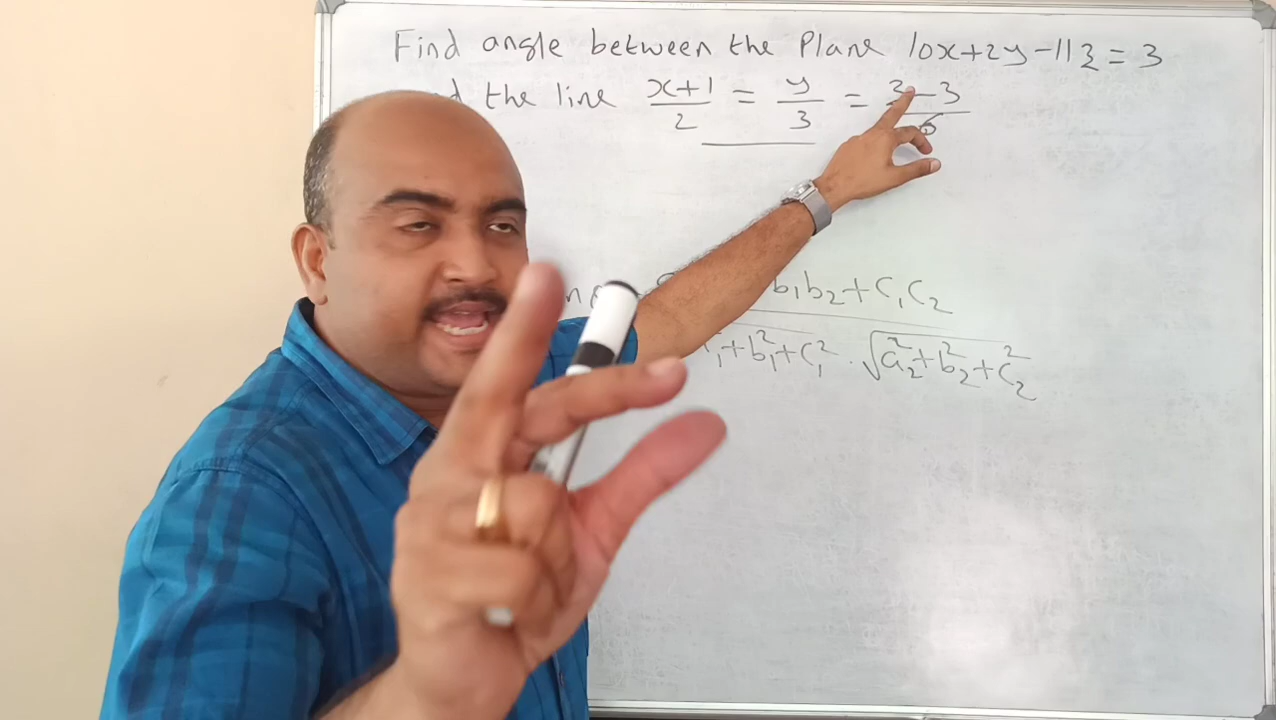 Find angle between the Plane 10x+2y-11z = 3
the line x+1/2 = y/3 = z-3/6
b₁b₂+c₁c₂
+b₁²+c₁² . √a₂²+b₂²+c₂²